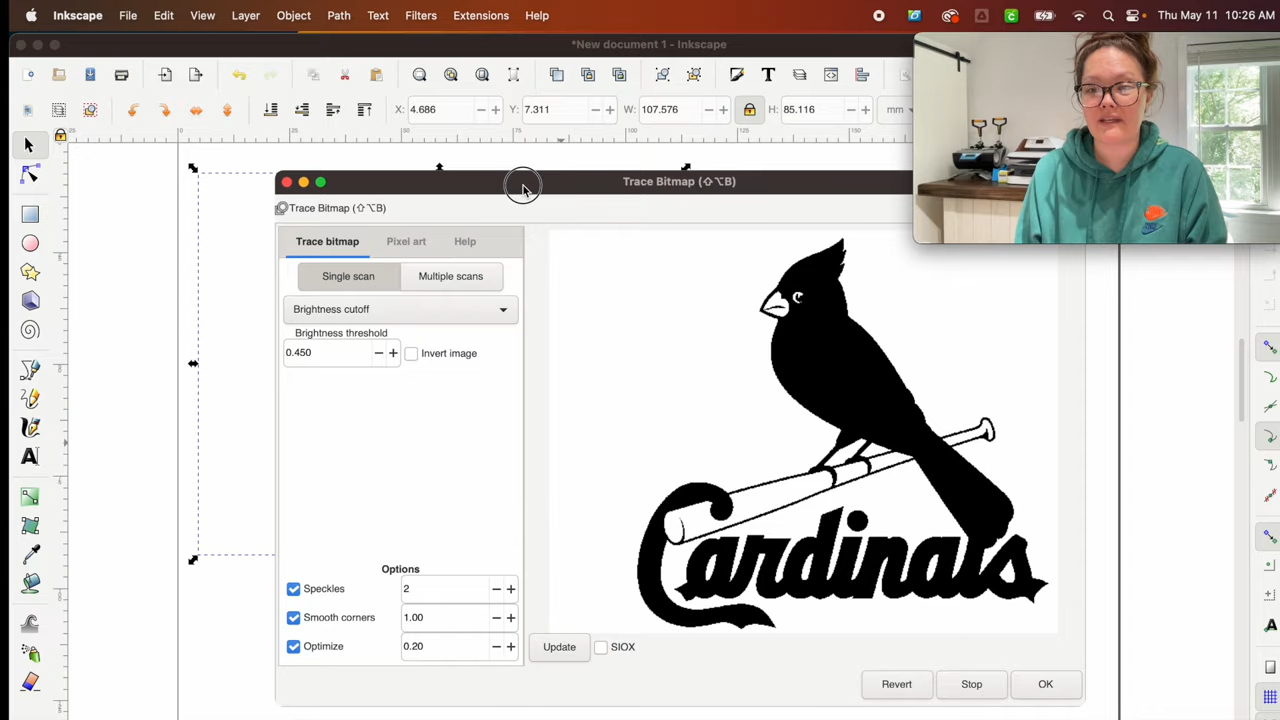 Inkscape File Edit View Layer Object Path Text Filters Extensions Help Thu May 11 10:26 AM
*New document 1 - Inkscape
X: 4.686 Y: 7.311 W: 107.576 H: 85.116 mm
Trace Bitmap (⇧⌥B)
Trace Bitmap (⇧⌥B)
Trace bitmap Pixel art Help
Single scan Multiple scans
Brightness cutoff
Brightness threshold
0.450 Invert image
Cardinals
Options
Speckles 2
Smooth corners 1.00
Optimize 0.20
Update SIOX
Revert Stop OK